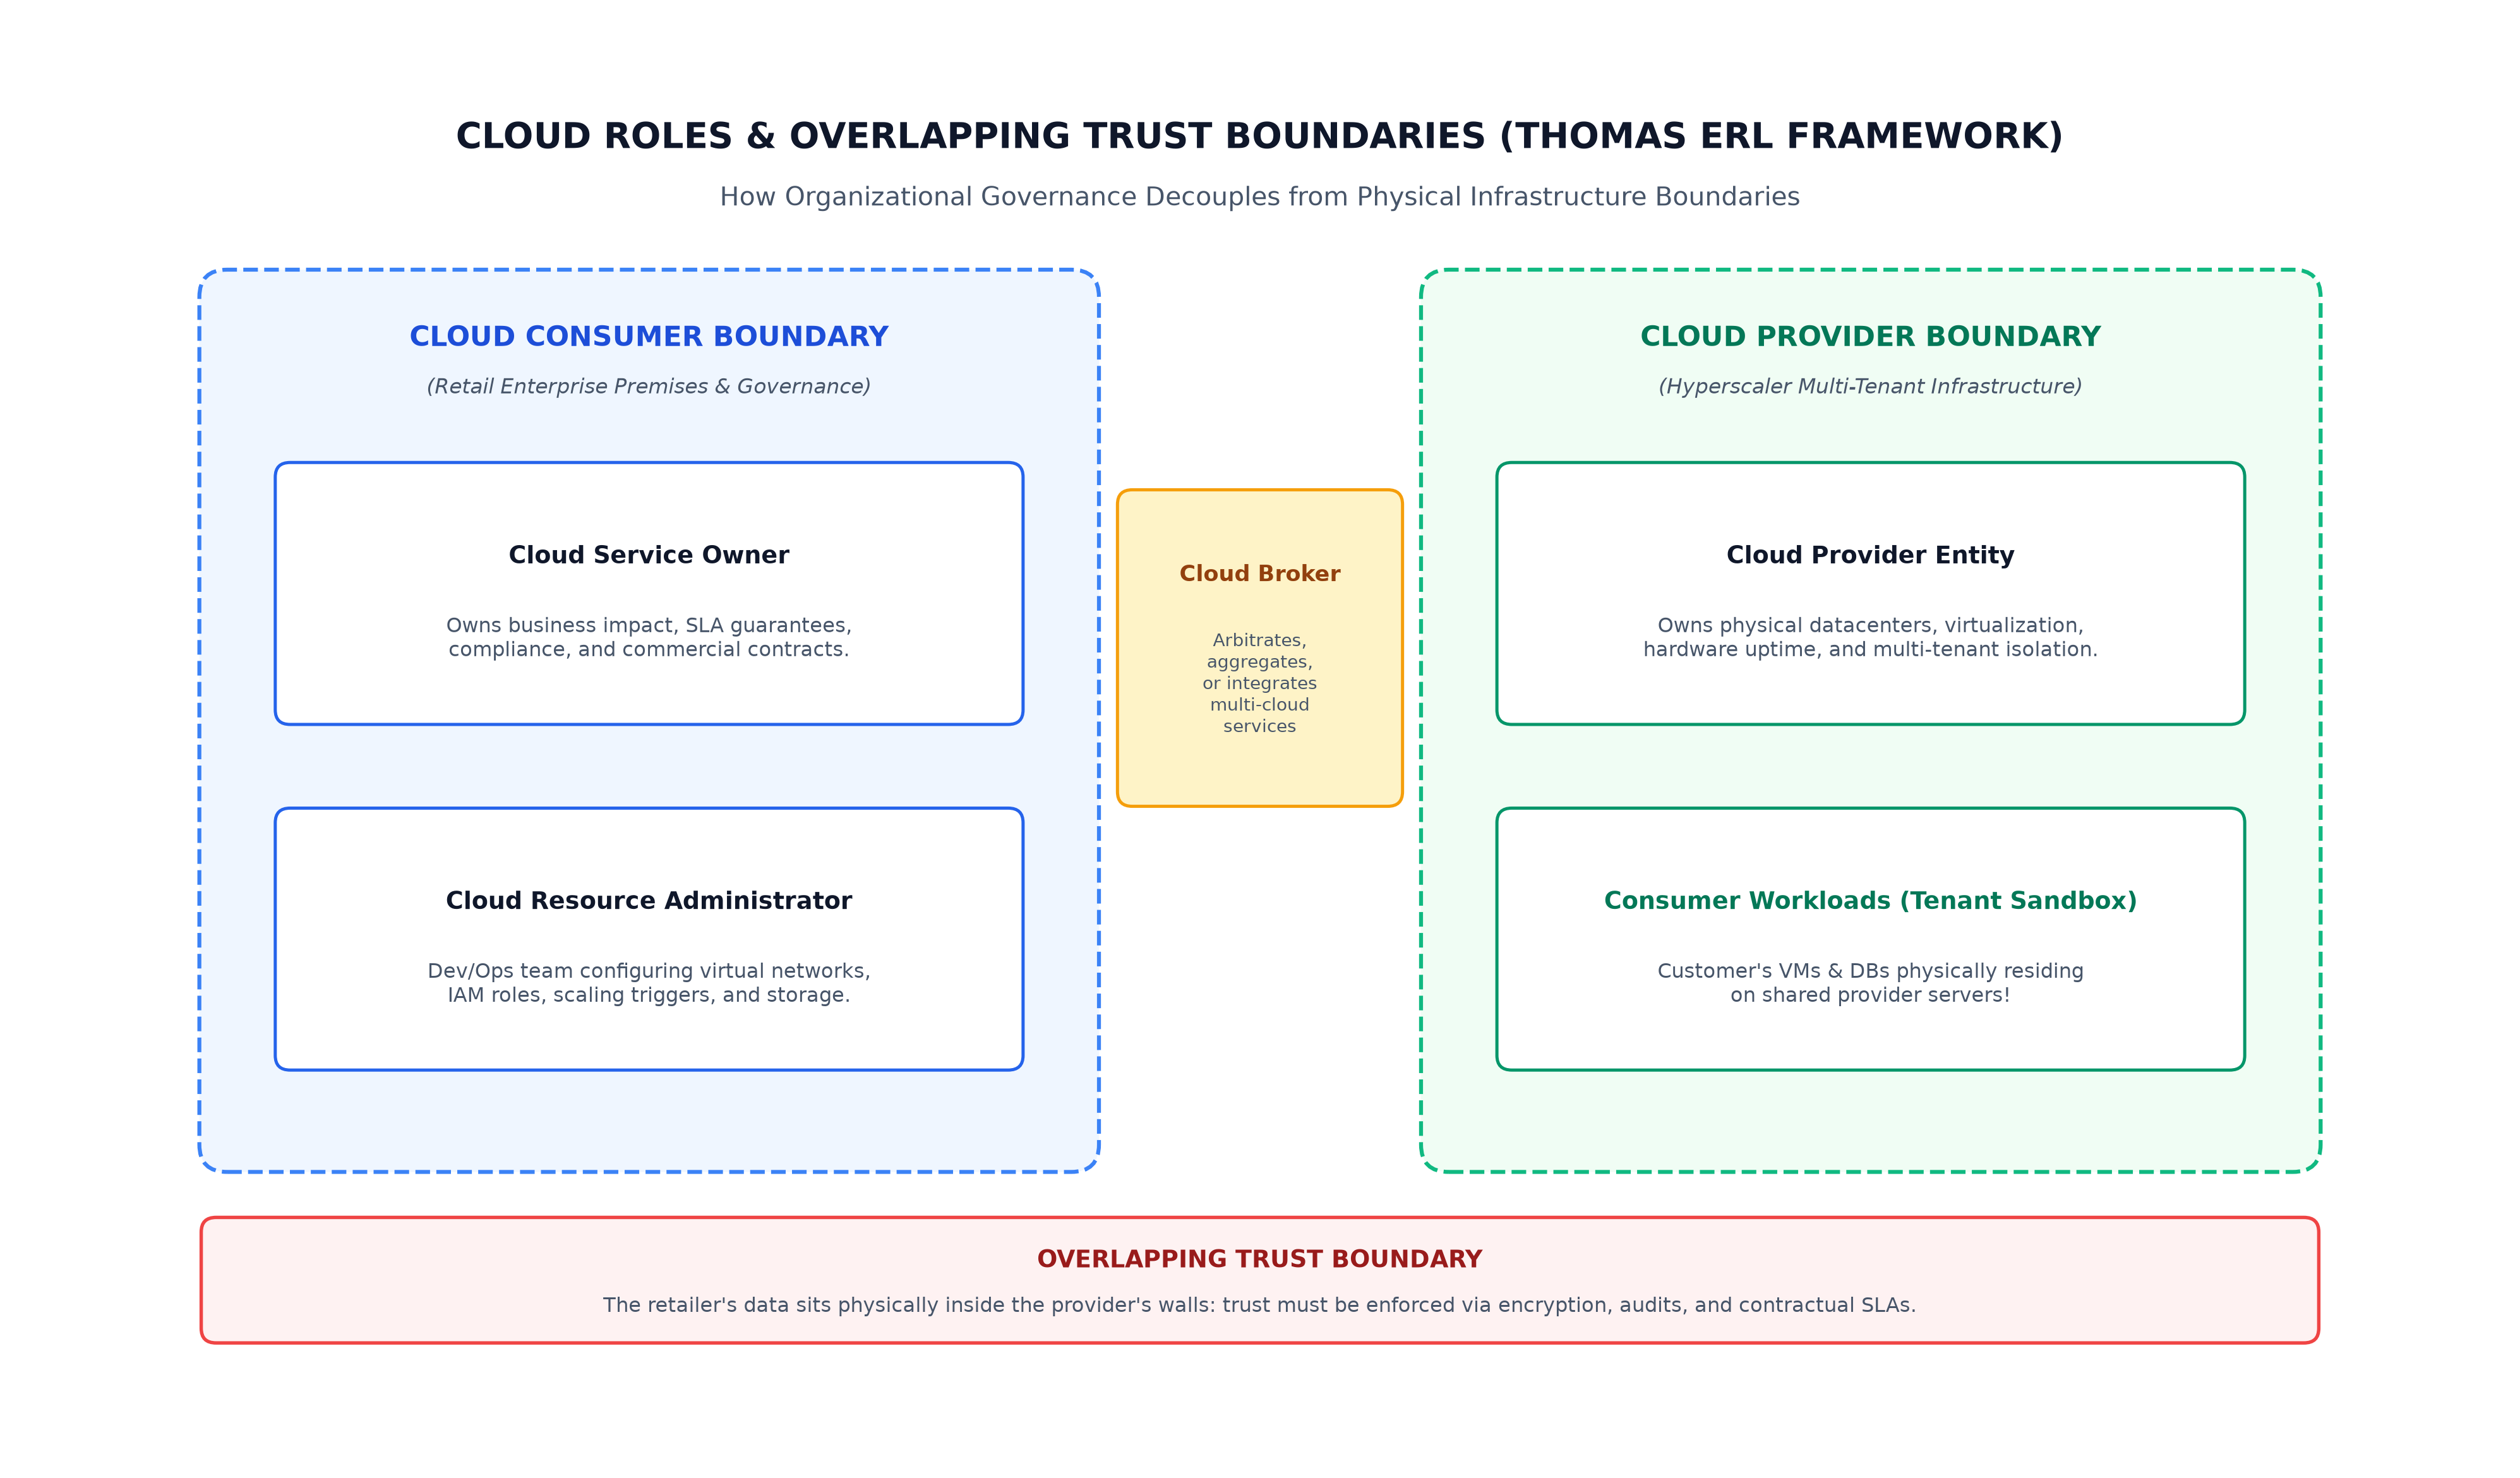 CLOUD ROLES & OVERLAPPING TRUST BOUNDARIES (THOMAS ERL FRAMEWORK)
How Organizational Governance Decouples from Physical Infrastructure Boundaries
CLOUD CONSUMER BOUNDARY
(Retail Enterprise Premises & Governance)
Cloud Service Owner
Owns business impact, SLA guarantees,
compliance, and commercial contracts.
Cloud Resource Administrator
Dev/Ops team configuring virtual networks,
IAM roles, scaling triggers, and storage.
Cloud Broker
Arbitrates,
aggregates,
or integrates
multi-cloud
services
CLOUD PROVIDER BOUNDARY
(Hyperscaler Multi-Tenant Infrastructure)
Cloud Provider Entity
Owns physical datacenters, virtualization,
hardware uptime, and multi-tenant isolation.
Consumer Workloads (Tenant Sandbox)
Customer's VMs & DBs physically residing
on shared provider servers!
OVERLAPPING TRUST BOUNDARY
The retailer's data sits physically inside the provider's walls: trust must be enforced via encryption, audits, and contractual SLAs.